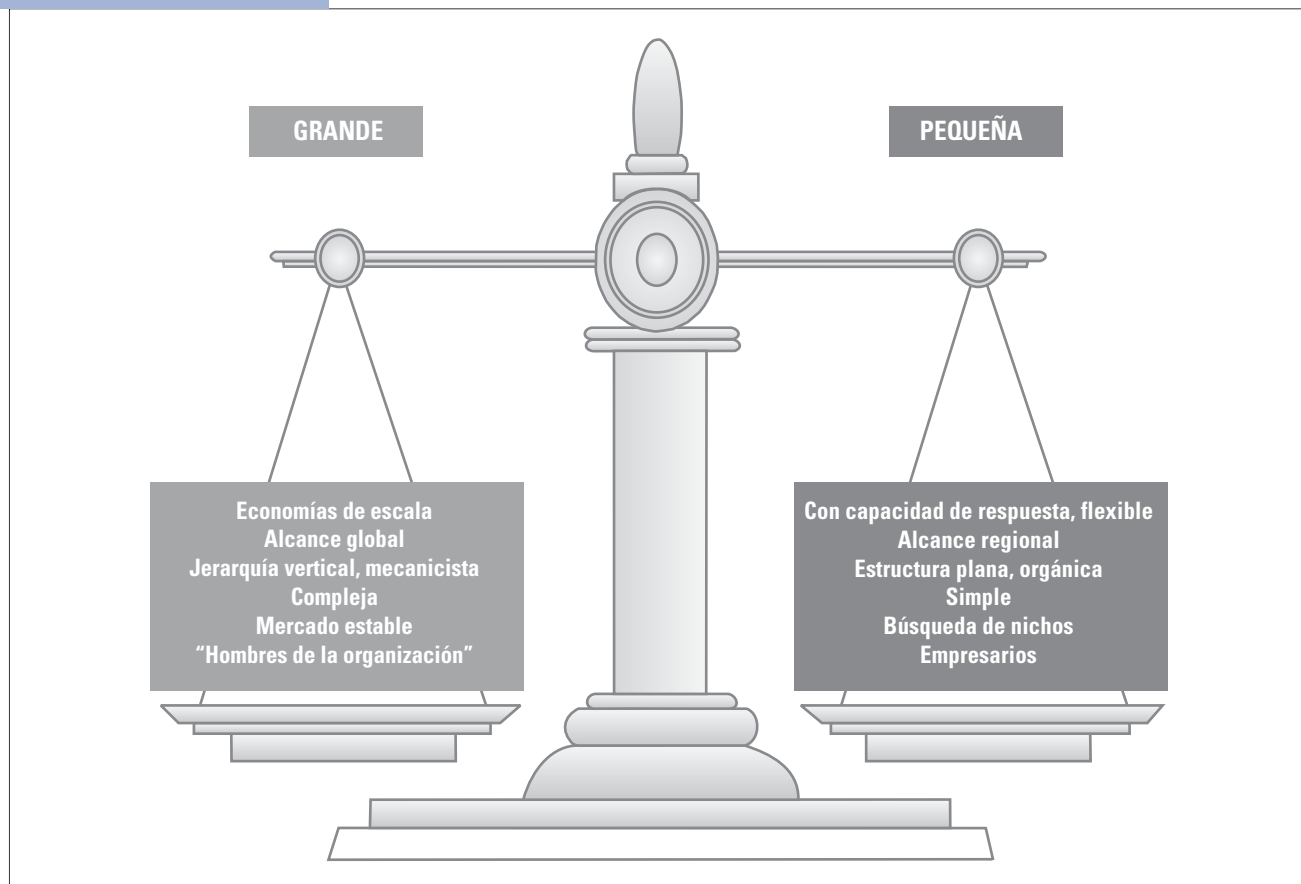 GRANDE
PEQUEÑA
Economías de escala
Alcance global
Jerarquía vertical, mecanicista
Compleja
Mercado estable
“Hombres de la organización”
Con capacidad de respuesta, flexible
Alcance regional
Estructura plana, orgánica
Simple
Búsqueda de nichos
Empresarios